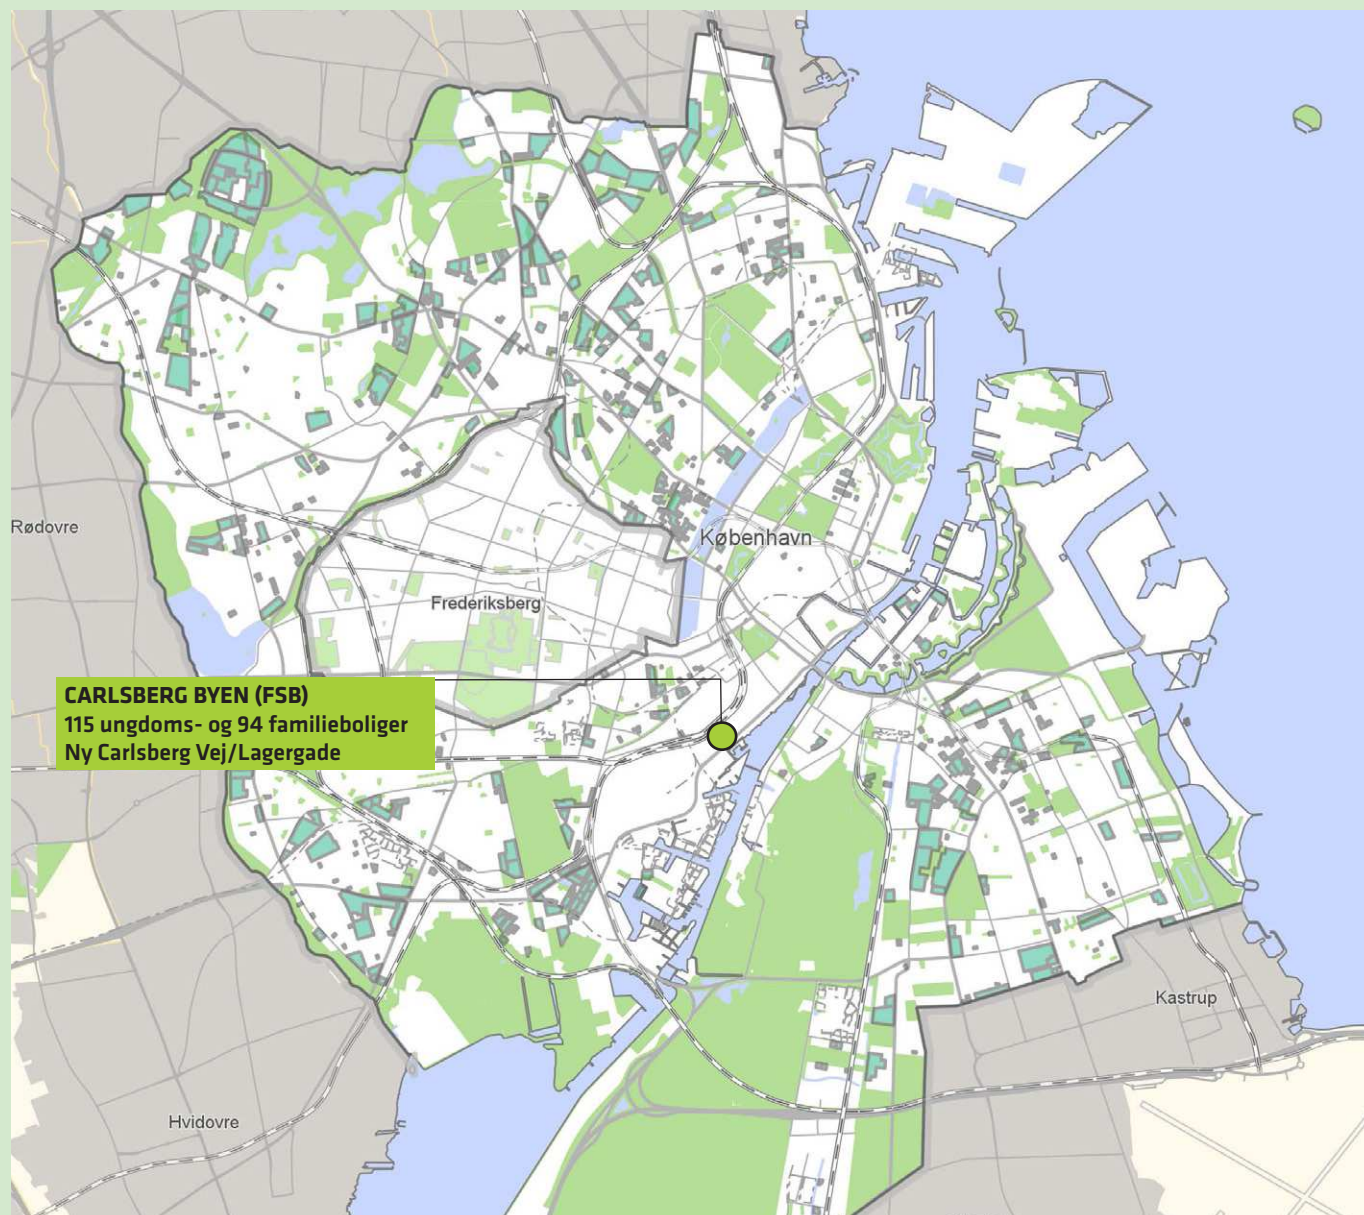 København
Rødovre
Frederiksberg
CARLSBERG BYEN (FSB)
115 ungdoms- og 94 familieboliger
Ny Carlsberg Vej/Lagergade
Kastrup
Hvidovre